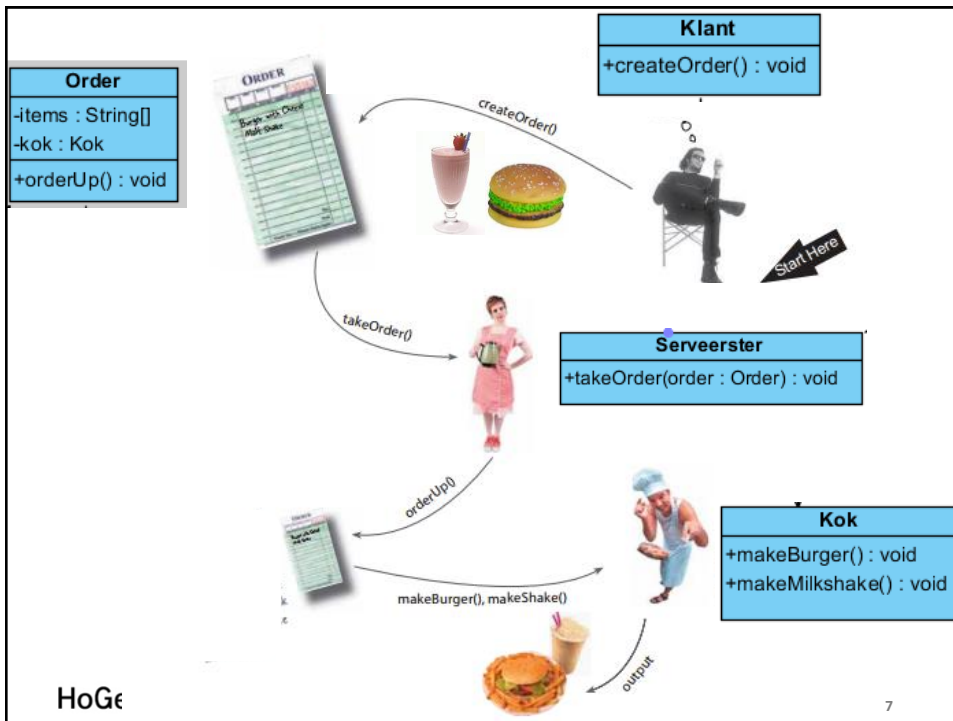 Klant
+createOrder() : void
Order
-items : String[]
-kok : Kok
+orderUp() : void
ORDER
Burger with Cheese
Malt Shake
createOrder()
Start Here
takeOrder()
Serveerster
+takeOrder(order : Order) : void
orderUp()
ORDER
Kok
+makeBurger() : void
+makeMilkshake() : void
makeBurger(), makeShake()
output
HoGe
7